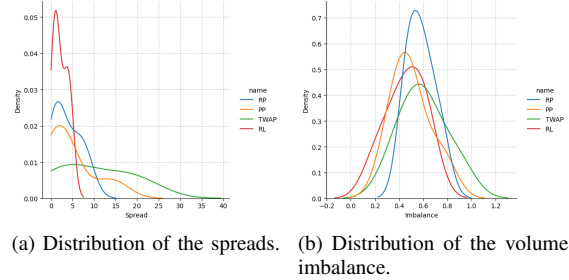 0.05
0.04
0.03
0.02
0.01
0.00
Density
0
5
10
15
20
25
30
35
40
Spread
name
RP
PP
TWAP
RL
0.7
0.6
0.5
0.4
0.3
0.2
0.1
0.0
Density
−0.2
0.0
0.2
0.4
0.6
0.8
1.0
1.2
Imbalance
name
RP
PP
TWAP
RL
(a) Distribution of the spreads.
(b) Distribution of the volume
imbalance.